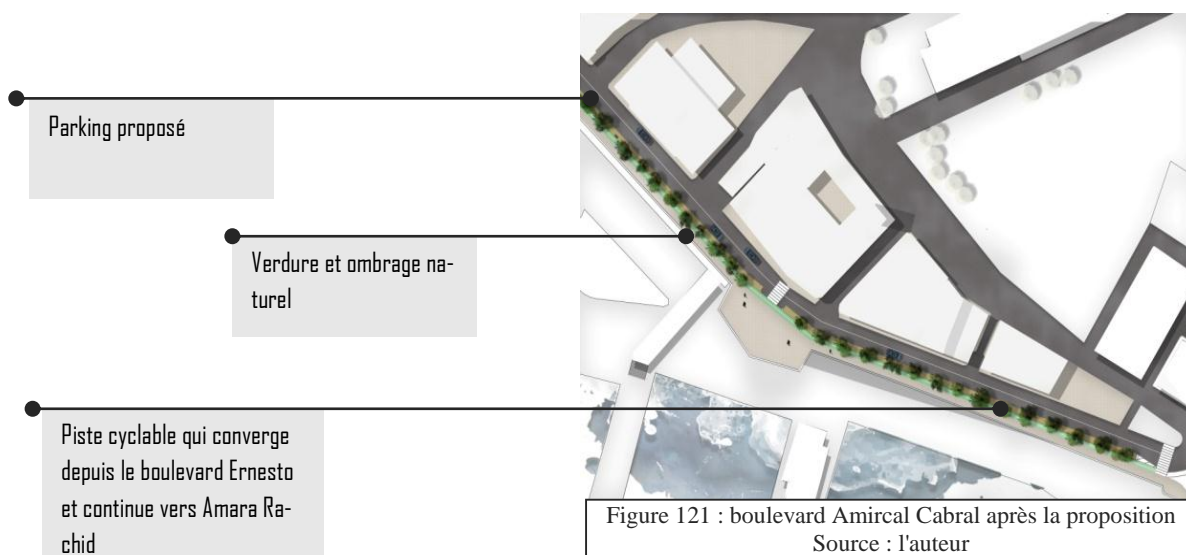 Parking proposé
Verdure et ombrage na-
turel
Piste cyclable qui converge
depuis le boulevard Ernesto
et continue vers Amara Ra-
chid
Figure 121 : boulevard Amircal Cabral après la proposition
Source : l'auteur